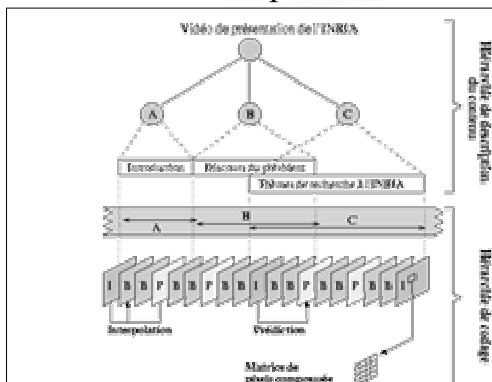 Vidéo de présentation de l'INRIA
A
B
C
Introduction
Discours du président
Thèmes de recherche à l'INRIA
A
B
C
I B B P B B P B B I B B P B B P B B I
Interpolation
Prédiction
Matrice de
pixels compressée
Hiérarchie de description
du contenu
Hiérarchie de codage